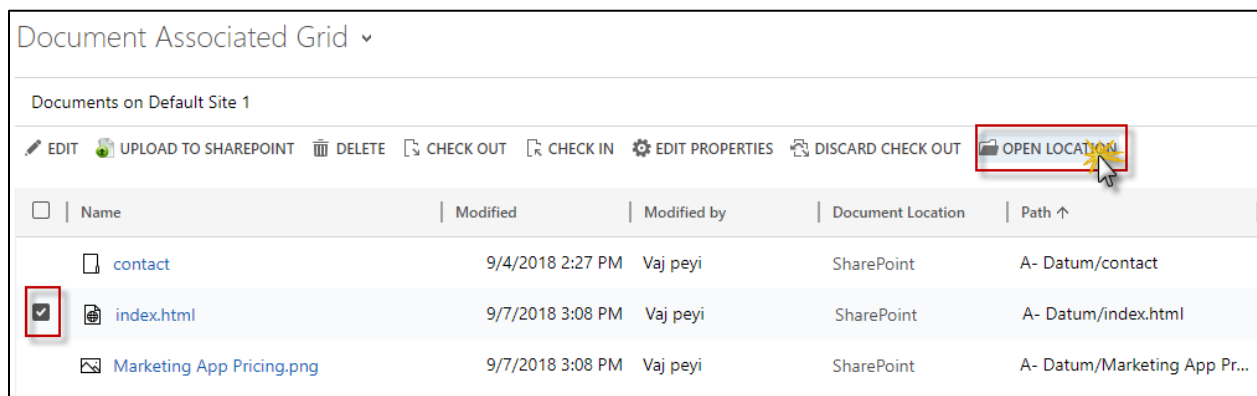 Document Associated Grid
Documents on Default Site 1
EDIT UPLOAD TO SHAREPOINT DELETE CHECK OUT CHECK IN EDIT PROPERTIES DISCARD CHECK OUT OPEN LOCATION
Name Modified Modified by Document Location Path ↑
contact 9/4/2018 2:27 PM Vaj peyi SharePoint A- Datum/contact
index.html 9/7/2018 3:08 PM Vaj peyi SharePoint A- Datum/index.html
Marketing App Pricing.png 9/7/2018 3:08 PM Vaj peyi SharePoint A- Datum/Marketing App Pr...